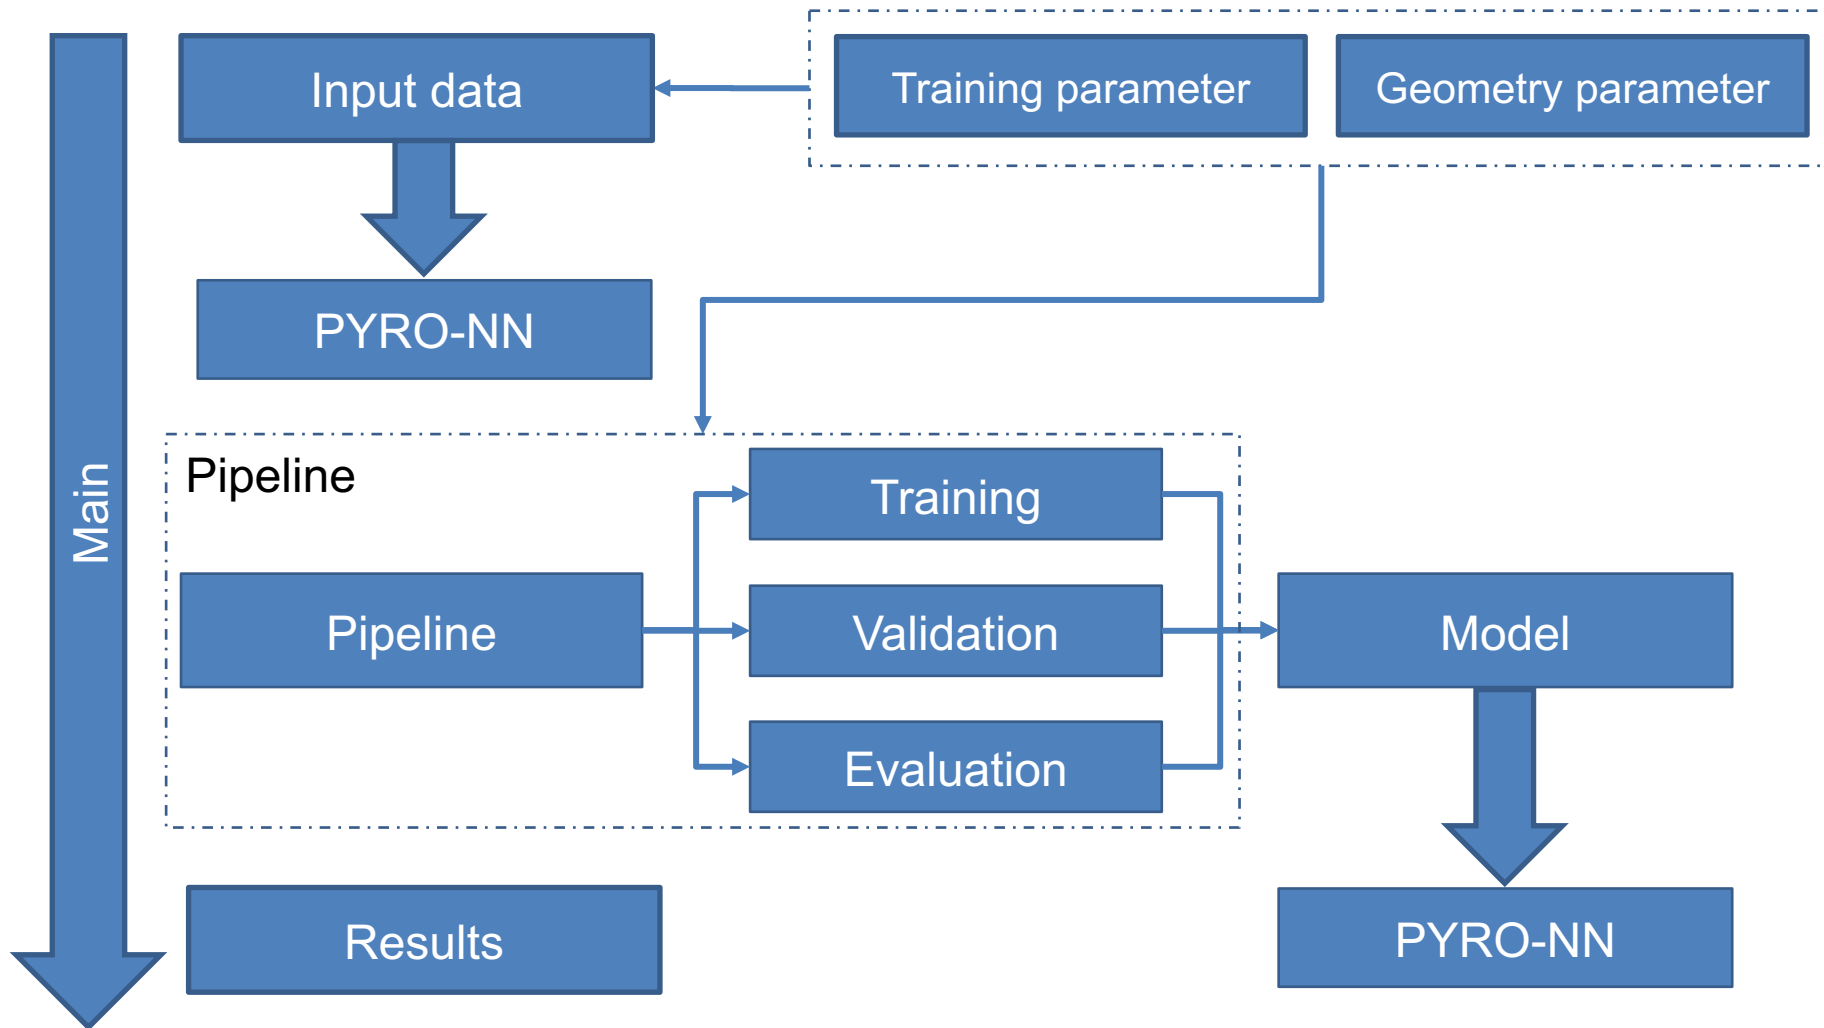 Main
Input data
Training parameter
Geometry parameter
PYRO-NN
Pipeline
Training
Pipeline
Validation
Model
Evaluation
Results
PYRO-NN